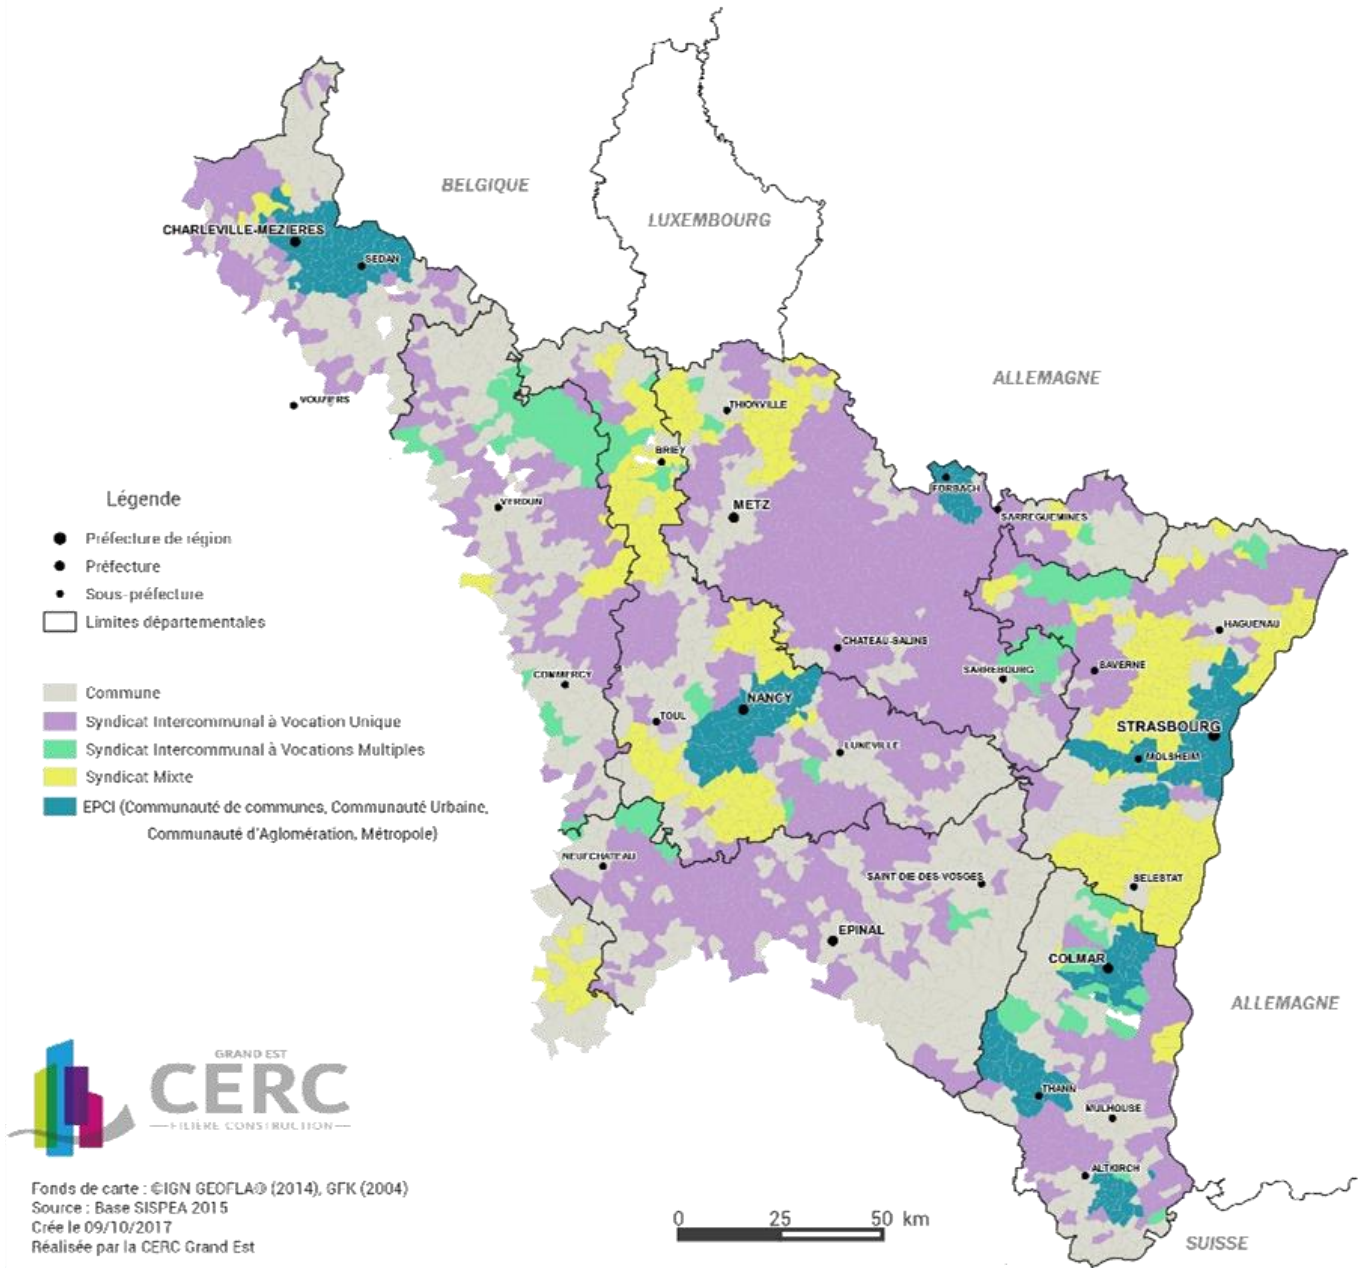 BELGIQUE
LUXEMBOURG
CHARLEVILLE-MEZIERES
SEDAN
ALLEMAGNE
VOUZIERS
THIONVILLE
BRIEY
FORBACH
VERDUN
METZ
SARREGUEMINES
HAGUENAU
CHATEAU-SALINS
SARREBOURG
SAVERNE
COMMERCY
NANCY
TOUL
STRASBOURG
LUNEVILLE
MOLSHEIM
NEUFCHATEAU
SAINT DIE-DES-VOSGES
SELESTAT
EPINAL
COLMAR
ALLEMAGNE
THANN
MULHOUSE
ALTKIRCH
SUISSE
Légende
Préfecture de région
Préfecture
Sous-préfecture
Limites départementales
Commune
Syndicat Intercommunal à Vocation Unique
Syndicat Intercommunal à Vocations Multiples
Syndicat Mixte
EPCI (Communauté de communes, Communauté Urbaine,
Communauté d'Aglomération, Métropole)
GRAND EST
CERC
FILIÈRE CONSTRUCTION
Fonds de carte : ©IGN GEOFLA® (2014), GFK (2004)
Source : Base SISPEA 2015
Crée le 09/10/2017
Réalisée par la CERC Grand Est
0 25 50 km